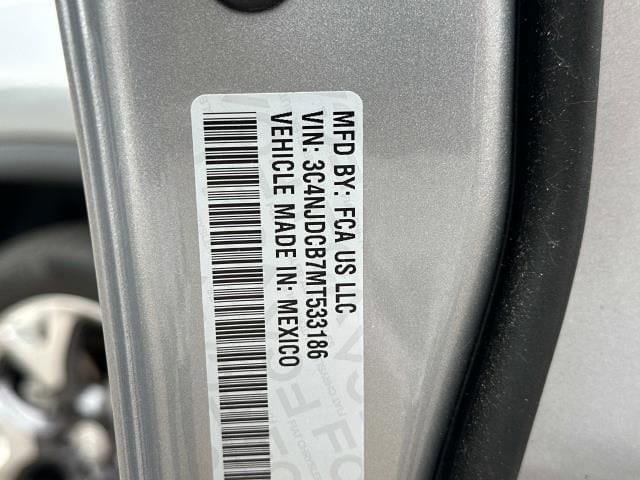 MFD BY: FCA US LLC
VIN: 3C4NJDCB7MT533186
VEHICLE MADE IN: MEXICO